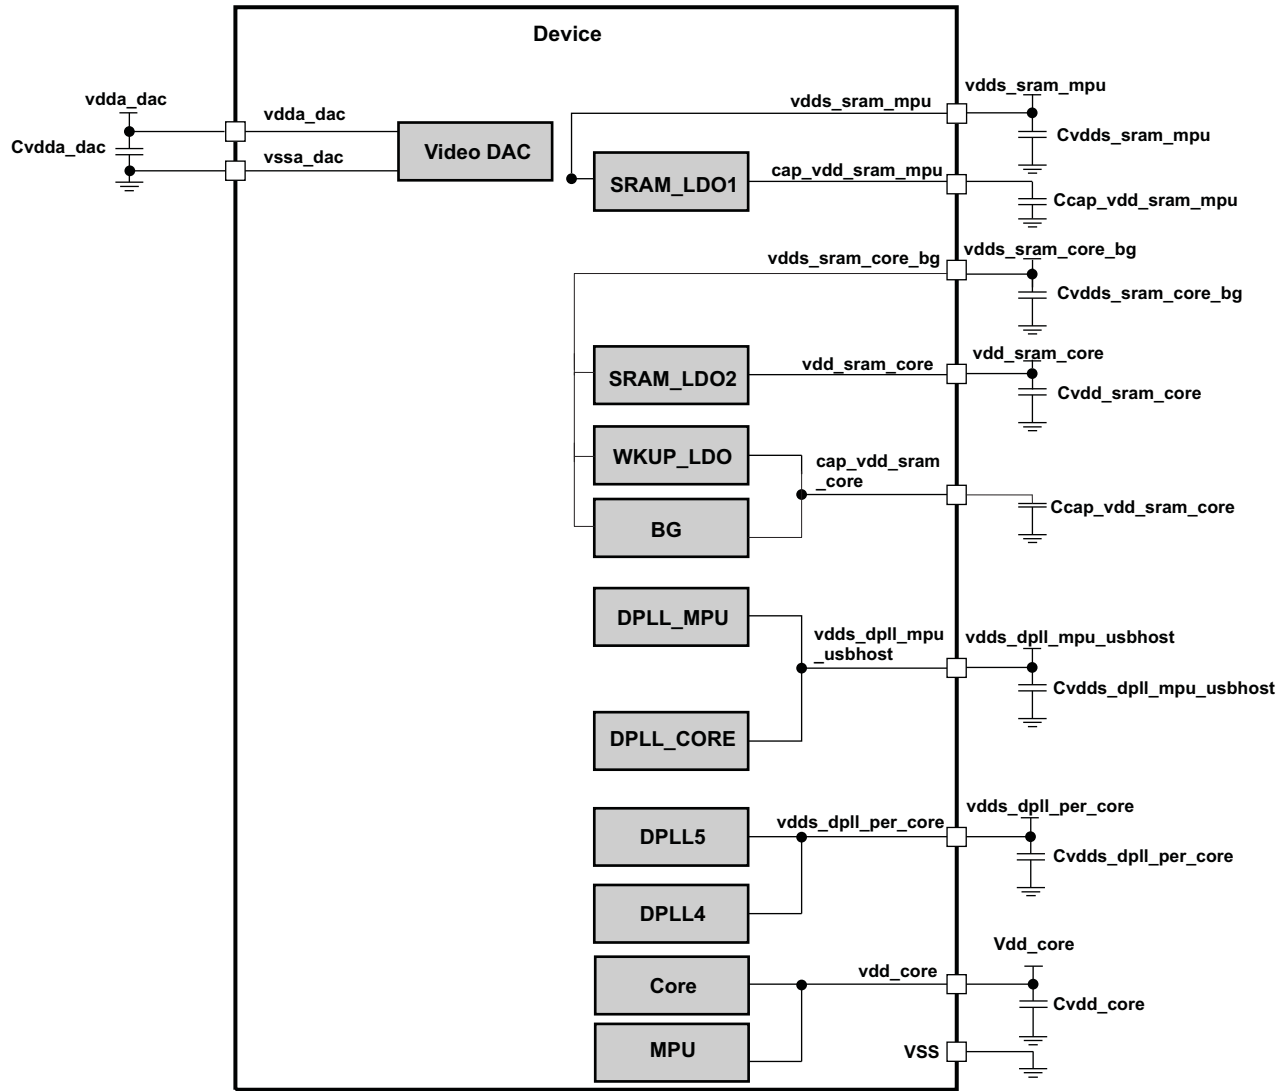 Device
vdda_dac
Cvdda_dac
vdda_dac
vssa_dac
Video DAC
vdds_sram_mpu
vdds_sram_mpu
Cvdds_sram_mpu
SRAM_LDO1
cap_vdd_sram_mpu
Ccap_vdd_sram_mpu
vdds_sram_core_bg
vdds_sram_core_bg
Cvdds_sram_core_bg
SRAM_LDO2
vdd_sram_core
vdd_sram_core
Cvdd_sram_core
WKUP_LDO
cap_vdd_sram
_core
Ccap_vdd_sram_core
BG
DPLL_MPU
vdds_dpll_mpu
_usbhost
vdds_dpll_mpu_usbhost
Cvdds_dpll_mpu_usbhost
DPLL_CORE
DPLL5
vdds_dpll_per_core
vdds_dpll_per_core
Cvdds_dpll_per_core
DPLL4
Core
vdd_core
Vdd_core
Cvdd_core
MPU
VSS